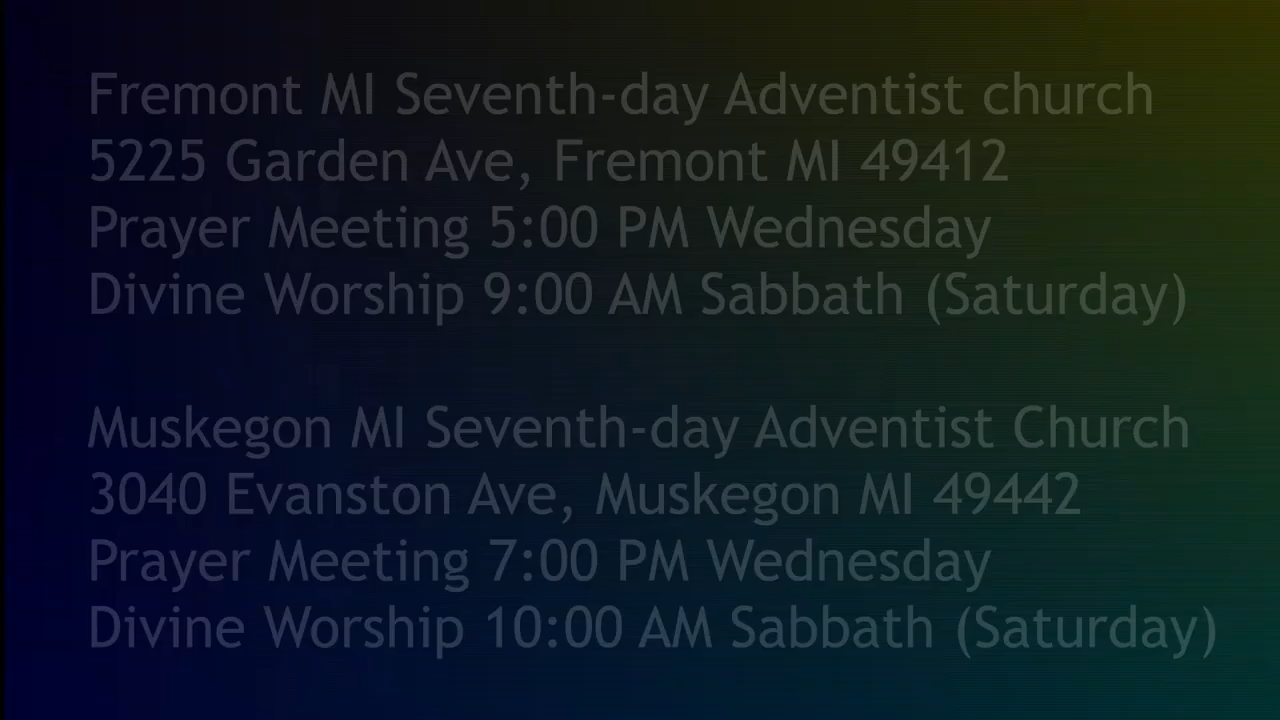 Fremont MI Seventh-day Adventist church
5225 Garden Ave, Fremont MI 49412
Prayer Meeting 5:00 PM Wednesday
Divine Worship 9:00 AM Sabbath (Saturday)
Muskegon MI Seventh-day Adventist Church
3040 Evanston Ave, Muskegon MI 49442
Prayer Meeting 7:00 PM Wednesday
Divine Worship 10:00 AM Sabbath (Saturday)